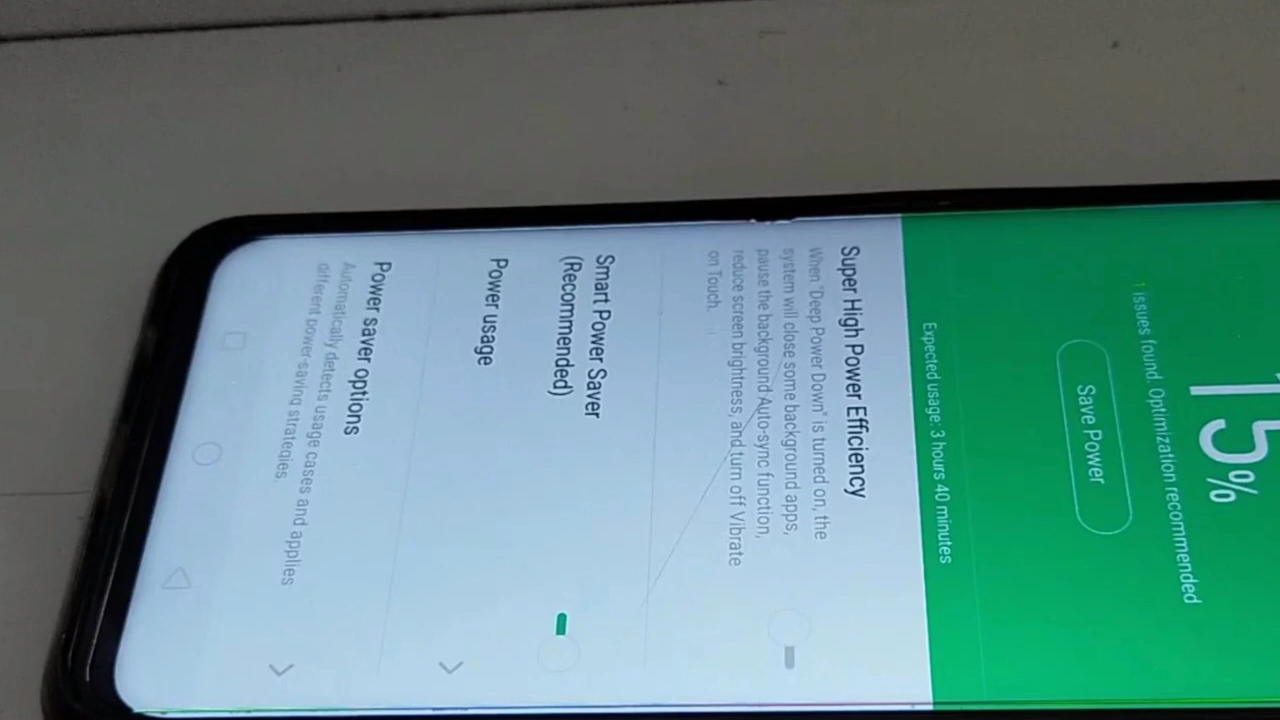 15%
1 issues found. Optimization recommended
Save Power
Expected usage: 3 hours 40 minutes
Super High Power Efficiency
When "Deep Power Down" is turned on, the
system will close some background apps,
pause the background Auto-sync function,
reduce screen brightness, and turn off Vibrate
on Touch.
Smart Power Saver
(Recommended)
Power usage
Power saver options
Automatically detects usage cases and applies
different power-saving strategies.